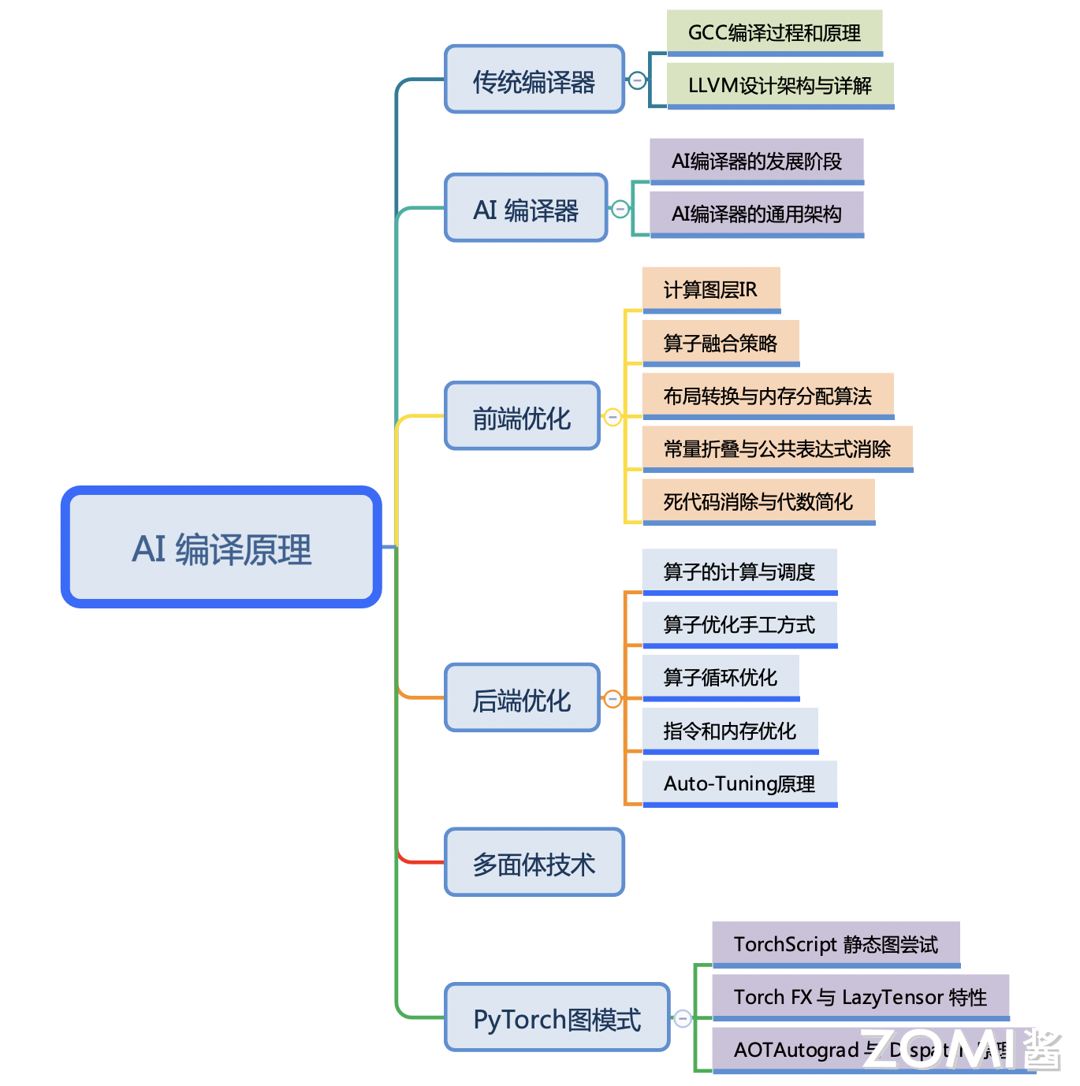 AI 编译原理
传统编译器
GCC编译过程和原理
LLVM设计架构与详解
AI 编译器
AI编译器的发展阶段
AI编译器的通用架构
前端优化
计算图层IR
算子融合策略
布局转换与内存分配算法
常量折叠与公共表达式消除
死代码消除与代数简化
后端优化
算子的计算与调度
算子优化手工方式
算子循环优化
指令和内存优化
Auto-Tuning原理
多面体技术
PyTorch图模式
TorchScript 静态图尝试
Torch FX 与 LazyTensor 特性
AOTAutograd 与 原理
ZOMI酱